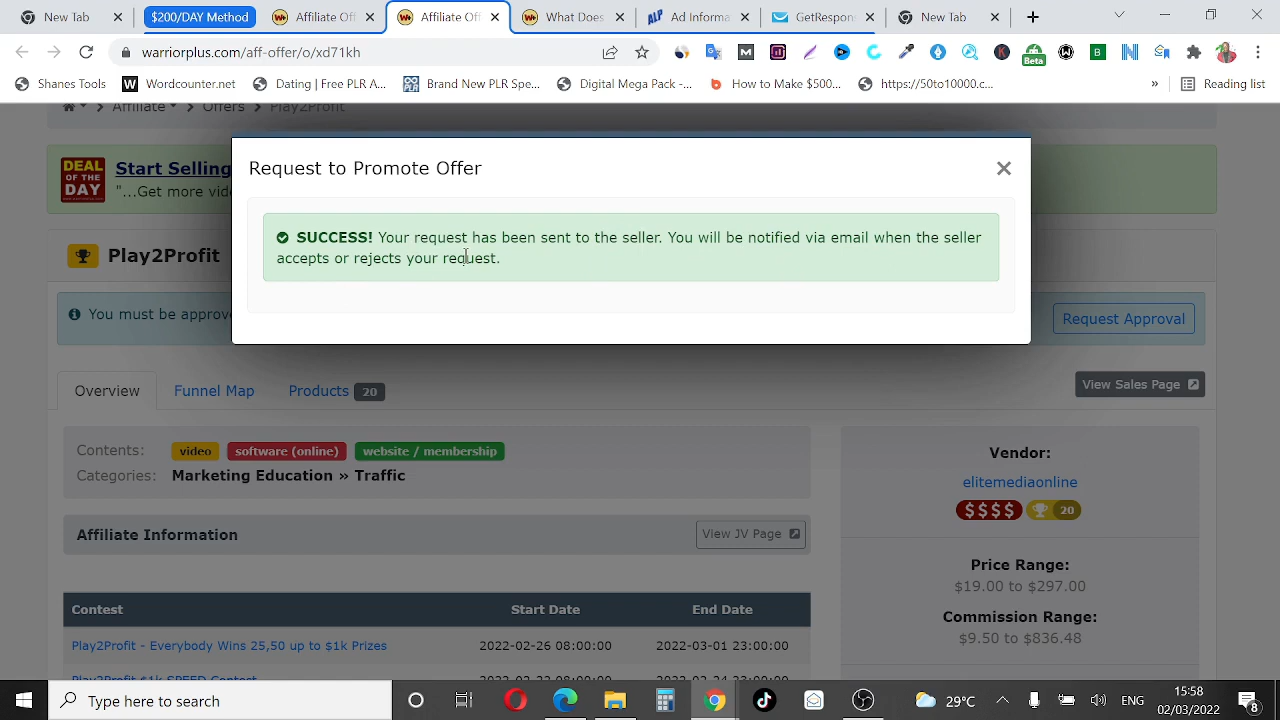 New Tab
$200/DAY Method
Affiliate Off
Affiliate Off
What Does
Ad Informa
GetRespon
New Tab
warriorplus.com/aff-offer/o/xd71kh
Beta
Shanes Tools
Wordcounter.net
Dating | Free PLR A...
Brand New PLR Spe...
Digital Mega Pack -...
How to Make $500...
https://50to10000.c...
»
Reading list
Affiliate
Offers
Play2Profit
DEAL OF THE DAY
Start Selling
"...Get more vide
Request to Promote Offer
SUCCESS! Your request has been sent to the seller. You will be notified via email when the seller
accepts or rejects your request.
Play2Profit
You must be approve
Request Approval
Overview
Funnel Map
Products 20
View Sales Page
Contents: video software (online) website / membership
Categories: Marketing Education » Traffic
Affiliate Information
View JV Page
Contest Start Date End Date
Play2Profit - Everybody Wins 25,50 up to $1k Prizes 2022-02-26 08:00:00 2022-03-01 23:00:00
Vendor:
elitemediaonline
$$$$ 20
Price Range:
$19.00 to $297.00
Commission Range:
$9.50 to $836.48
Type here to search
29°C
ENG
15:58
02/03/2022
8